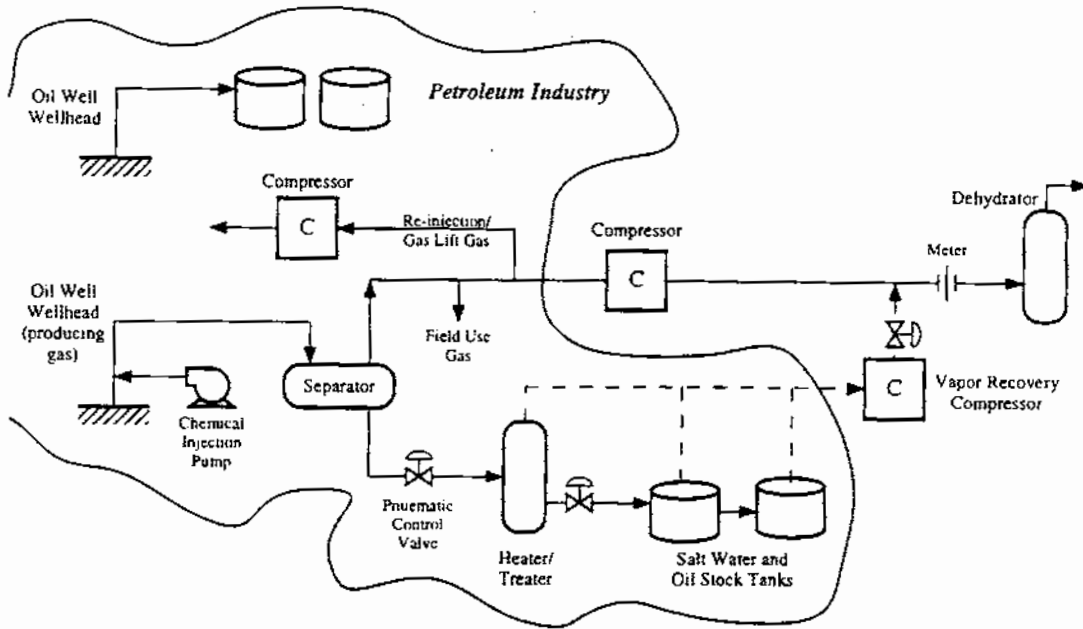 Petroleum Industry
Oil Well
Wellhead
Compressor
C
Re-injection/
Gas Lift Gas
Compressor
C
Dehydrator
Meter
Oil Well
Wellhead
(producing
gas)
Field Use
Gas
Separator
Chemical
Injection
Pump
C
Vapor Recovery
Compressor
Pnuematic
Control
Valve
Heater/
Treater
Salt Water and
Oil Stock Tanks